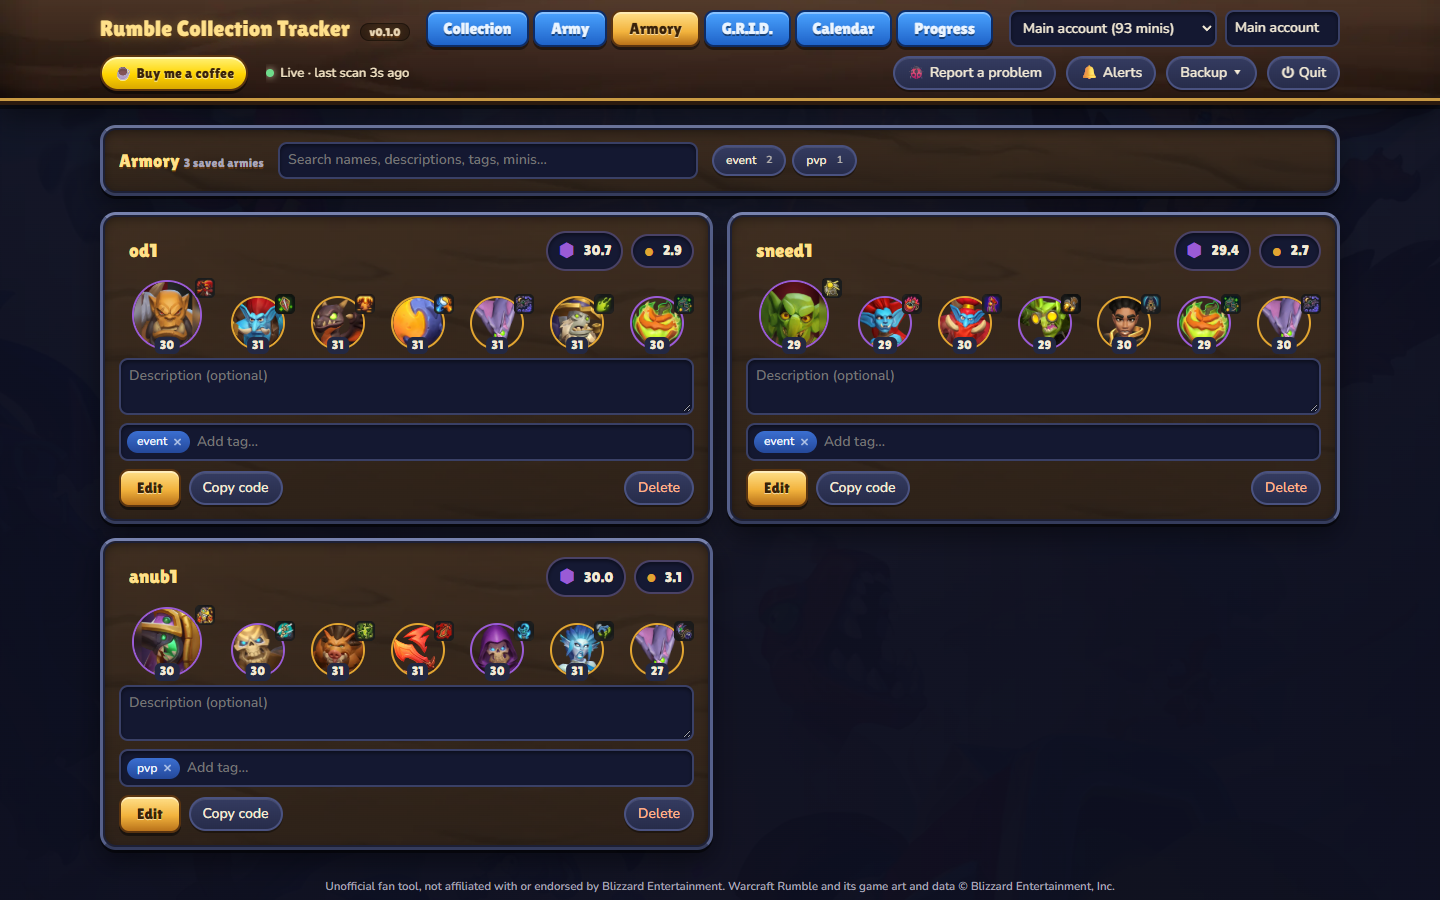 Rumble Collection Tracker v0.1.0 Collection Army Armory G.R.I.D. Calendar Progress Main account (93 minis) Main account
Buy me a coffee Live · last scan 3s ago Report a problem Alerts Backup Quit
Armory 3 saved armies Search names, descriptions, tags, minis... event 2 pvp 1
od1 30.7 2.9
30 31 31 31 31 31 30
Description (optional)
event × Add tag...
Edit Copy code Delete
sneed1 29.4 2.7
29 29 30 29 30 29 30
Description (optional)
event × Add tag...
Edit Copy code Delete
anub1 30.0 3.1
30 30 31 31 30 31 27
Description (optional)
pvp × Add tag...
Edit Copy code Delete
Unofficial fan tool, not affiliated with or endorsed by Blizzard Entertainment. Warcraft Rumble and its game art and data © Blizzard Entertainment, Inc.